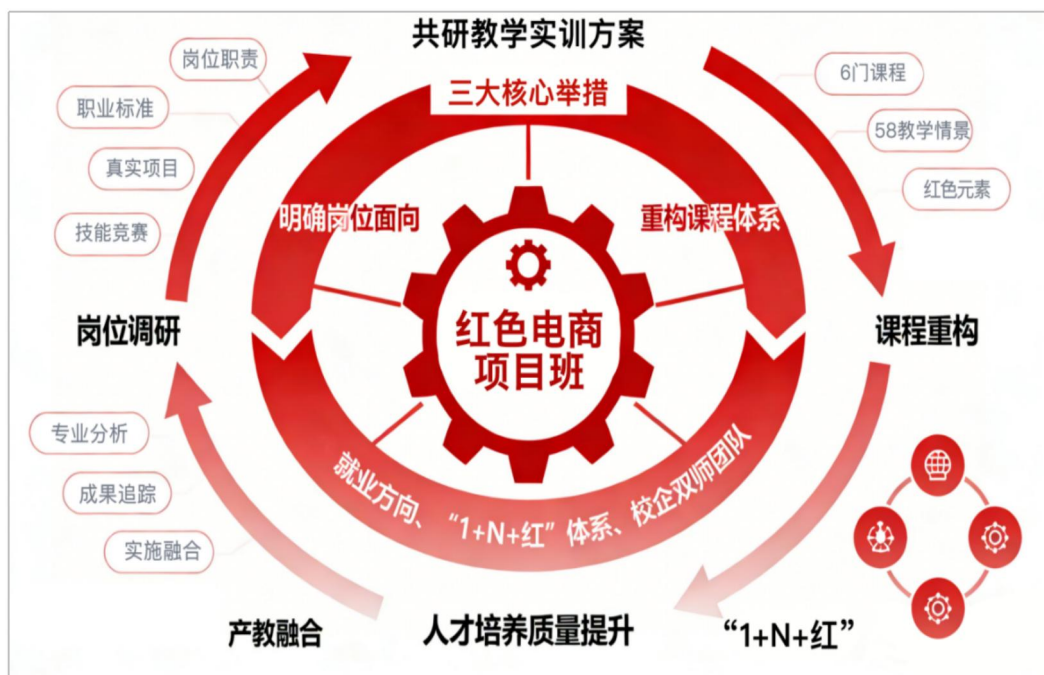 共研教学实训方案
三大核心举措
岗位职责
职业标准
真实项目
技能竞赛
6门课程
58教学情景
红色元素
明确岗位面向
重构课程体系
红色电商
项目班
岗位调研
课程重构
专业分析
成果追踪
实施融合
就业方向、“1+N+红”体系、校企双师团队
产教融合
人才培养质量提升
“1+N+红”